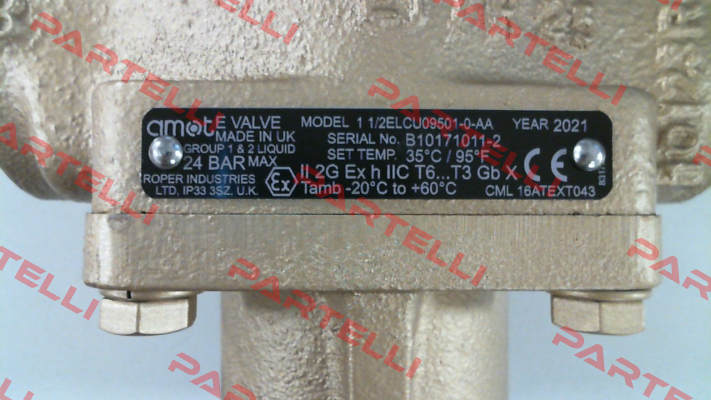 amot E VALVE MODEL 1 1/2ELCU09501-0-AA YEAR 2021
MADE IN UK SERIAL No. B10171011-2
GROUP 1 & 2 LIQUID SET TEMP. 35°C / 95°F
24 BAR MAX II 2G Ex h IIC T6...T3 Gb X CE
ROPER INDUSTRIES Ex Tamb -20°C to +60°C CML 16ATEXT043
LTD, IP33 3SZ. U.K.
PARTELLI
PARTELLI
PARTELLI
PARTELLI
PARTELLI
PARTELLI
PARTELLI